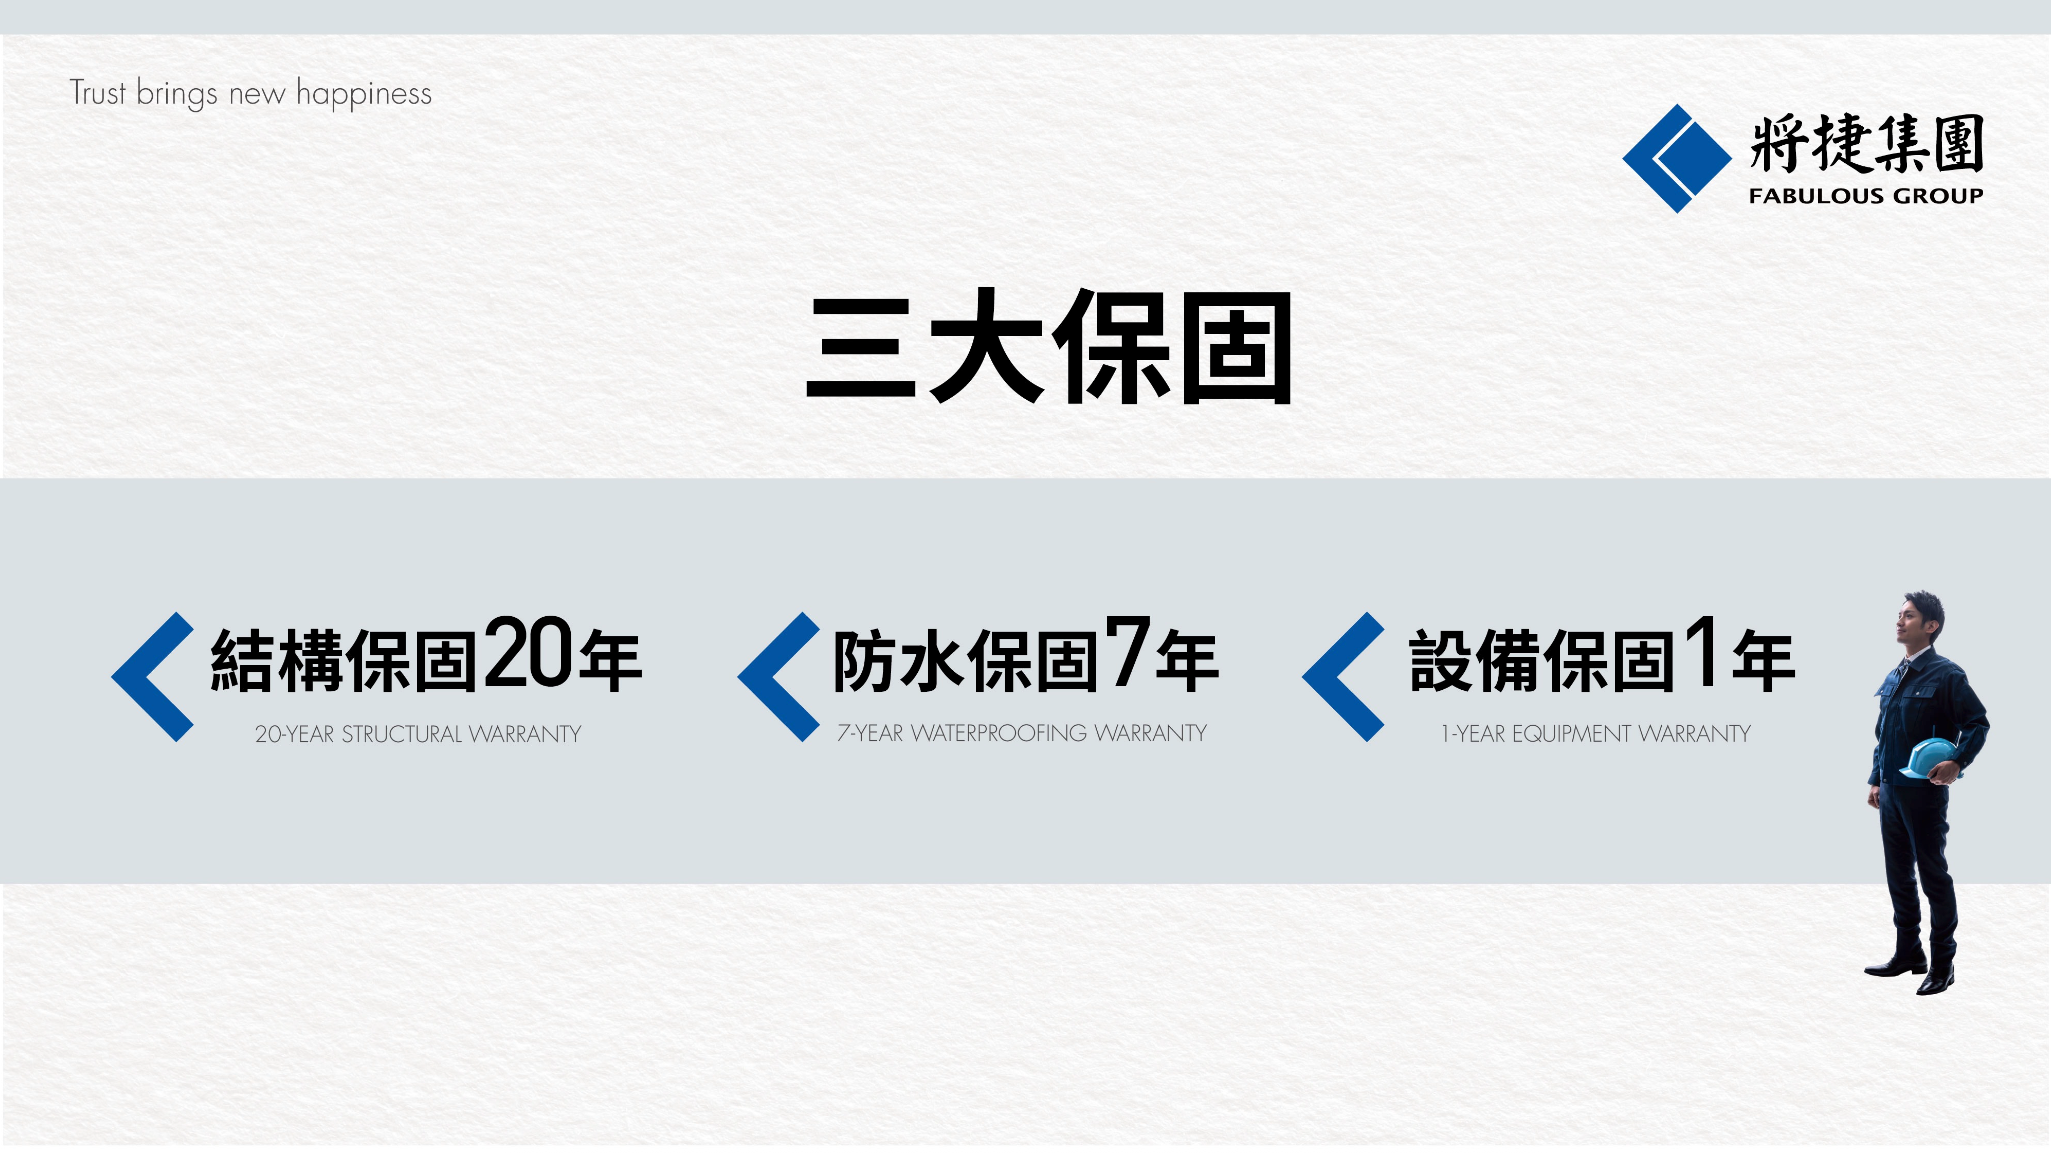 Trust brings new happiness
將捷集團
FABULOUS GROUP
三大保固
結構保固20年
20-YEAR STRUCTURAL WARRANTY
防水保固7年
7-YEAR WATERPROOFING WARRANTY
設備保固1年
1-YEAR EQUIPMENT WARRANTY